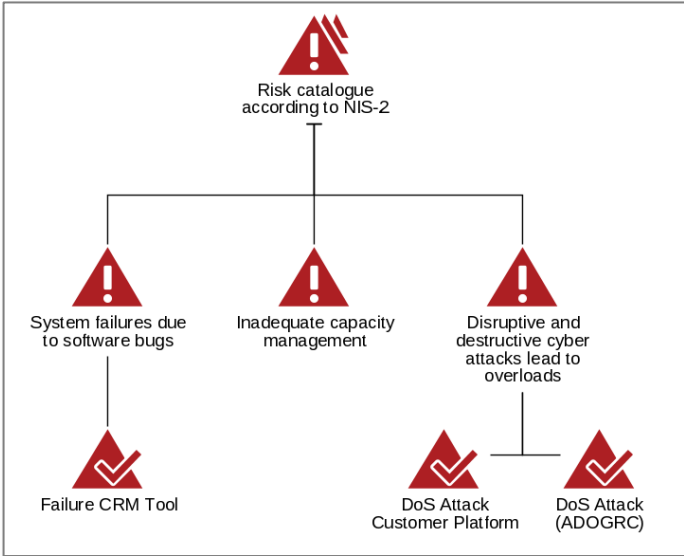 Risk catalogue
according to NIS-2
System failures due
to software bugs
Inadequate capacity
management
Disruptive and
destructive cyber
attacks lead to
overloads
Failure CRM Tool
DoS Attack
Customer Platform
DoS Attack
(ADOGRC)